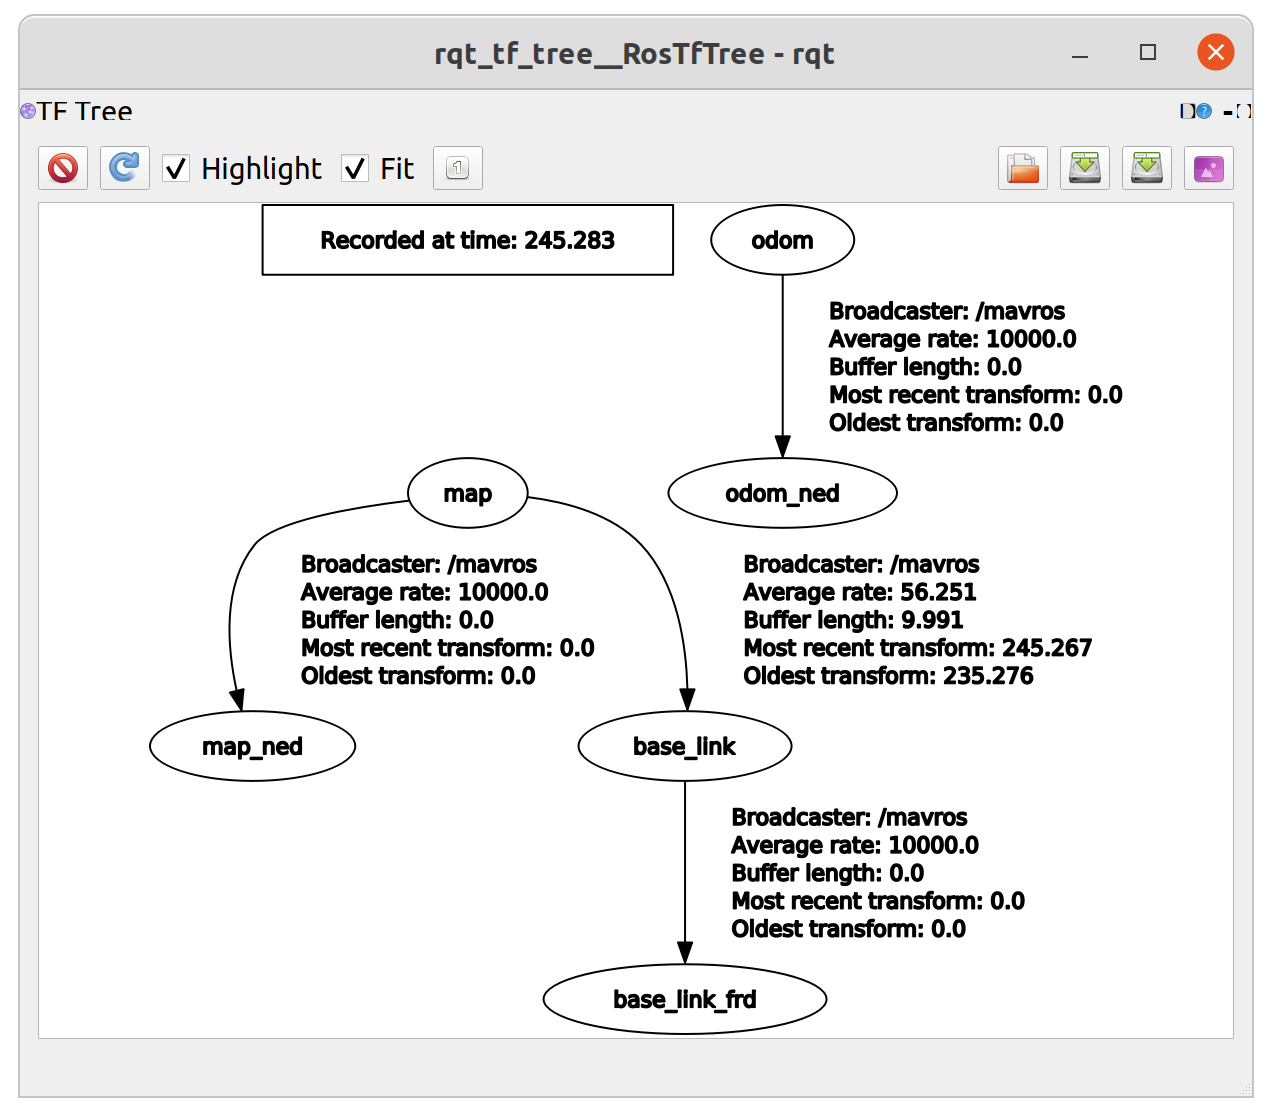 rqt_tf_tree__RosTfTree - rqt
TF Tree
Highlight
Fit
1
Recorded at time: 245.283
odom
Broadcaster: /mavros
Average rate: 10000.0
Buffer length: 0.0
Most recent transform: 0.0
Oldest transform: 0.0
map
odom_ned
Broadcaster: /mavros
Average rate: 10000.0
Buffer length: 0.0
Most recent transform: 0.0
Oldest transform: 0.0
Broadcaster: /mavros
Average rate: 56.251
Buffer length: 9.991
Most recent transform: 245.267
Oldest transform: 235.276
map_ned
base_link
Broadcaster: /mavros
Average rate: 10000.0
Buffer length: 0.0
Most recent transform: 0.0
Oldest transform: 0.0
base_link_frd